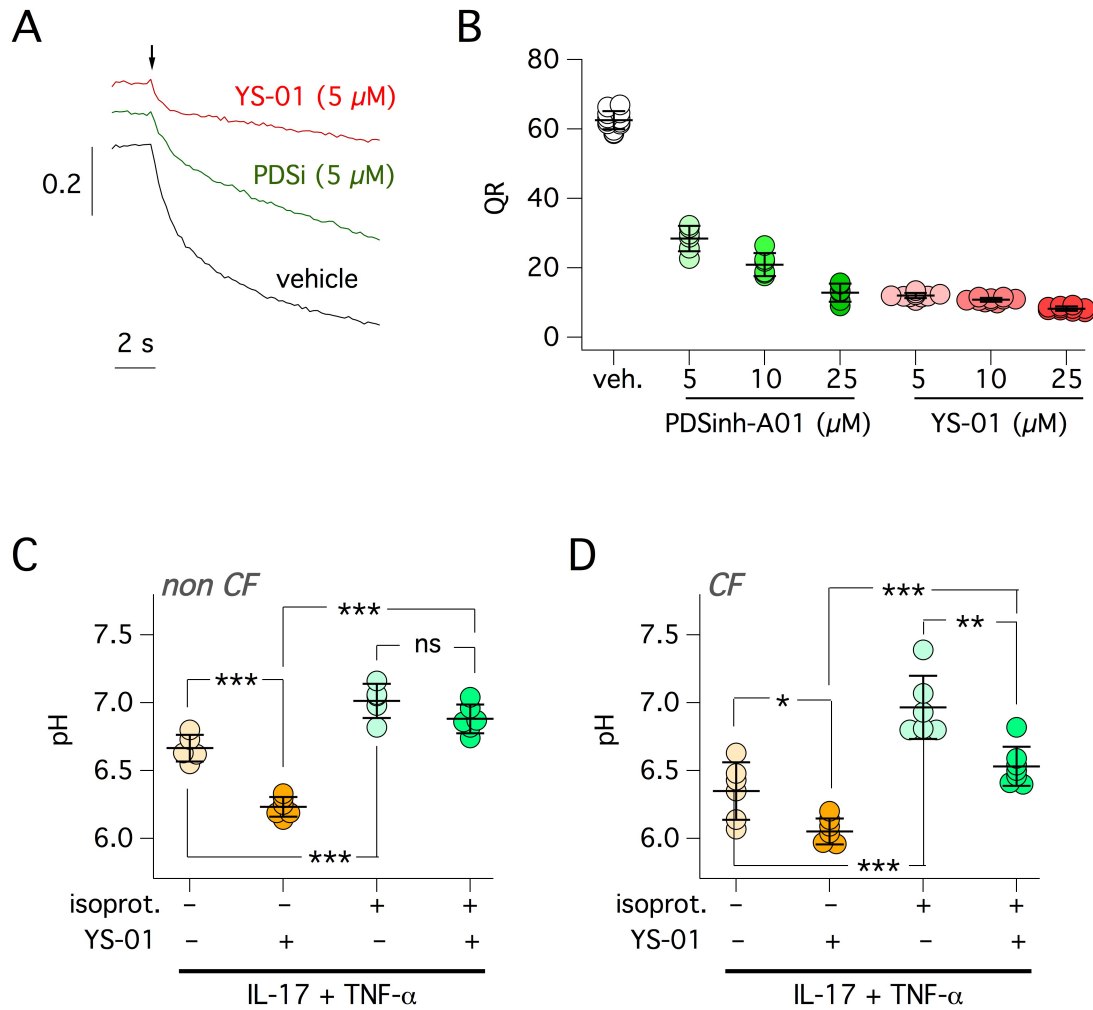 A
YS-01 (5 µM)
PDSi (5 µM)
vehicle
0.2
2 s
B
80
60
40
20
0
QR
veh. 5 10 25 5 10 25
PDSinh-A01 (µM) YS-01 (µM)
C
non CF
***
ns
***
***
7.5
7.0
6.5
6.0
pH
isoprot. – – + +
YS-01 – + – +
IL-17 + TNF-α
D
CF
***
**
*
***
7.5
7.0
6.5
6.0
pH
isoprot. – – + +
YS-01 – + – +
IL-17 + TNF-α